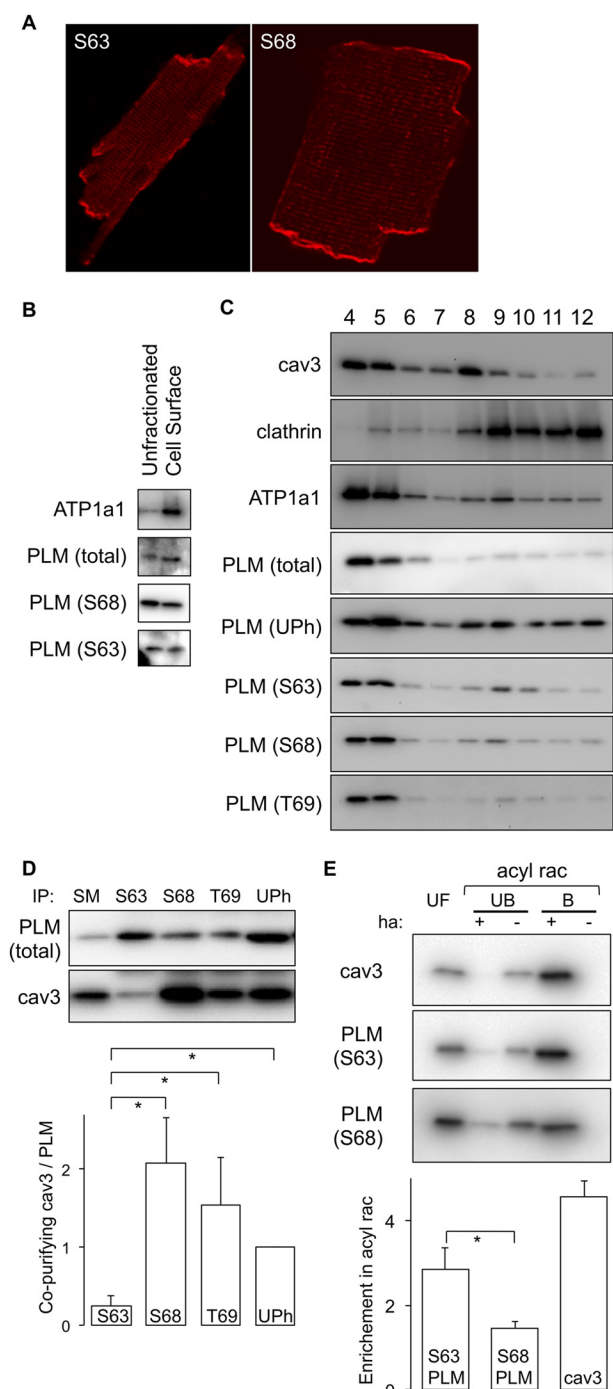 A
S63
S68
B
Unfractionated
Cell Surface
ATP1a1
PLM (total)
PLM (S68)
PLM (S63)
C
4 5 6 7 8 9 10 11 12
cav3
clathrin
ATP1a1
PLM (total)
PLM (UPh)
PLM (S63)
PLM (S68)
PLM (T69)
D
IP: SM S63 S68 T69 UPh
PLM
(total)
cav3
*
*
*
Co-purifying cav3 / PLM
2
1
0
S63 S68 T69 UPh
E
acyl rac
UF UB B
ha: + - + -
cav3
PLM
(S63)
PLM
(S68)
Enrichement in acyl rac
4
2
0
*
S63
PLM
S68
PLM
cav3